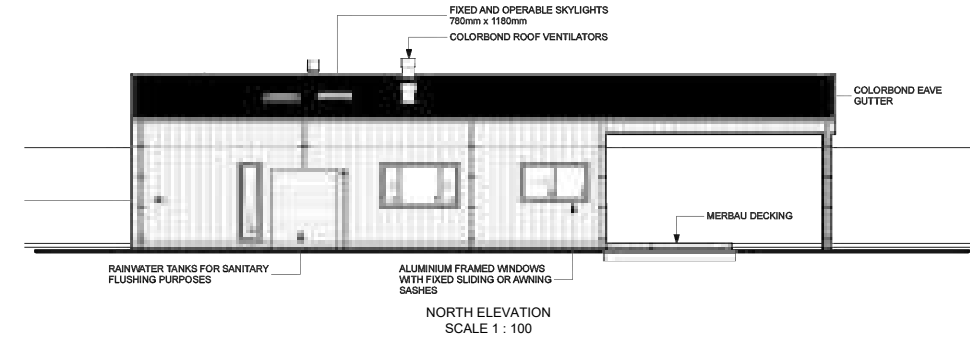 FIXED AND OPERABLE SKYLIGHTS
780mm x 1180mm
COLORBOND ROOF VENTILATORS
COLORBOND EAVE
GUTTER
MERBAU DECKING
RAINWATER TANKS FOR SANITARY
FLUSHING PURPOSES
ALUMINIUM FRAMED WINDOWS
WITH FIXED SLIDING OR AWNING
SASHES
NORTH ELEVATION
SCALE 1 : 100